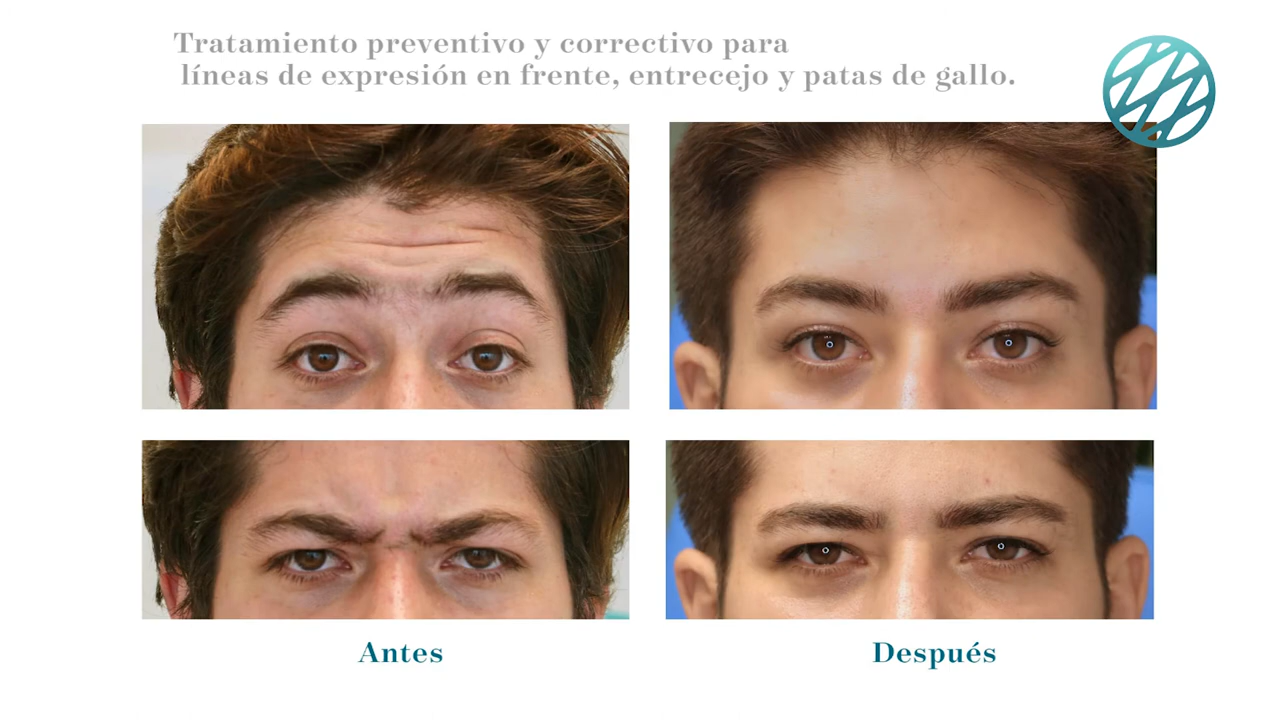 Tratamiento preventivo y correctivo para
líneas de expresión en frente, entrecejo y patas de gallo.
Antes
Después